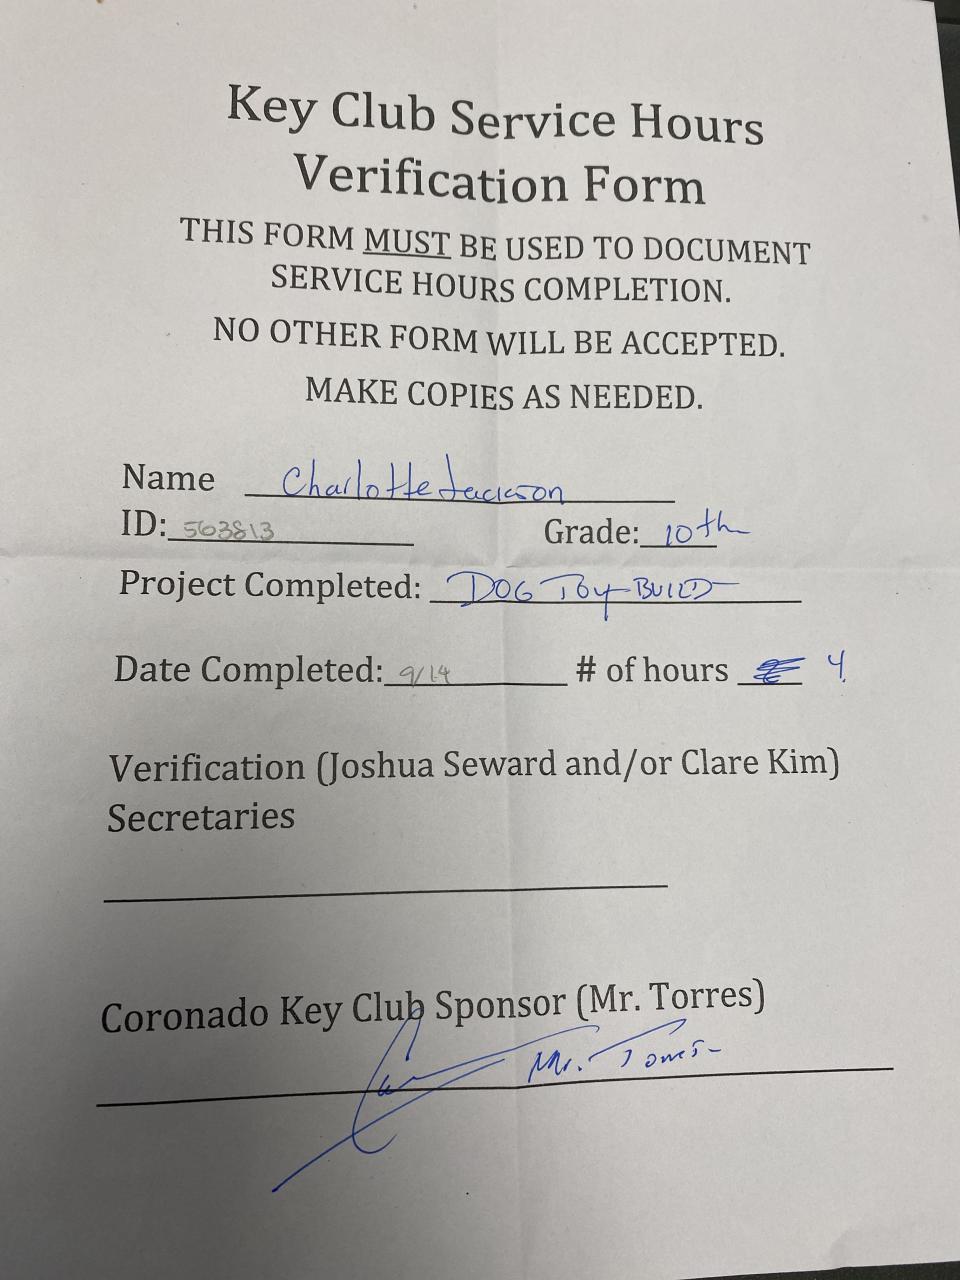 Key Club Service Hours
Verification Form
THIS FORM MUST BE USED TO DOCUMENT
SERVICE HOURS COMPLETION.
NO OTHER FORM WILL BE ACCEPTED.
MAKE COPIES AS NEEDED.
Name Charlotte Jackson
ID: 563813 Grade: 10th
Project Completed: DOG Toy BUILD
Date Completed: 9/14 # of hours 4
Verification (Joshua Seward and/or Clare Kim)
Secretaries
Coronado Key Club Sponsor (Mr. Torres)
Mr. Torres